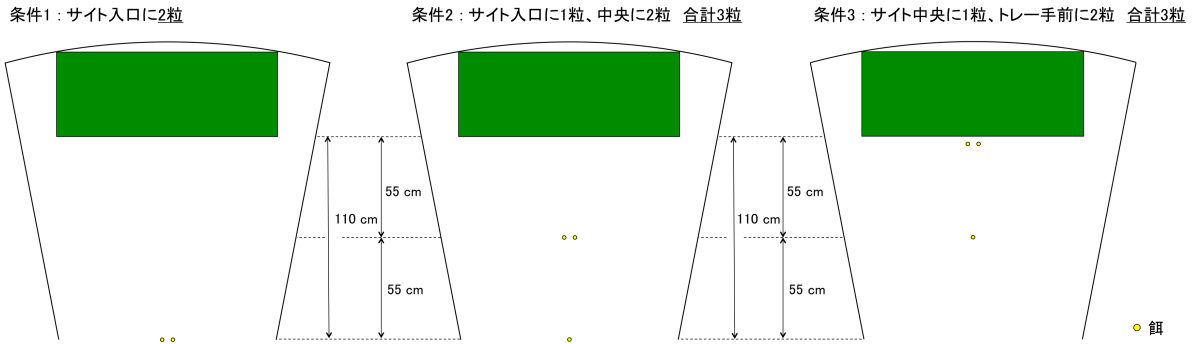 条件1：サイト入口に2粒
条件2：サイト入口に1粒、中央に2粒 合計3粒
条件3：サイト中央に1粒、トレー手前に2粒 合計3粒
110 cm
55 cm
55 cm
110 cm
55 cm
55 cm
餌